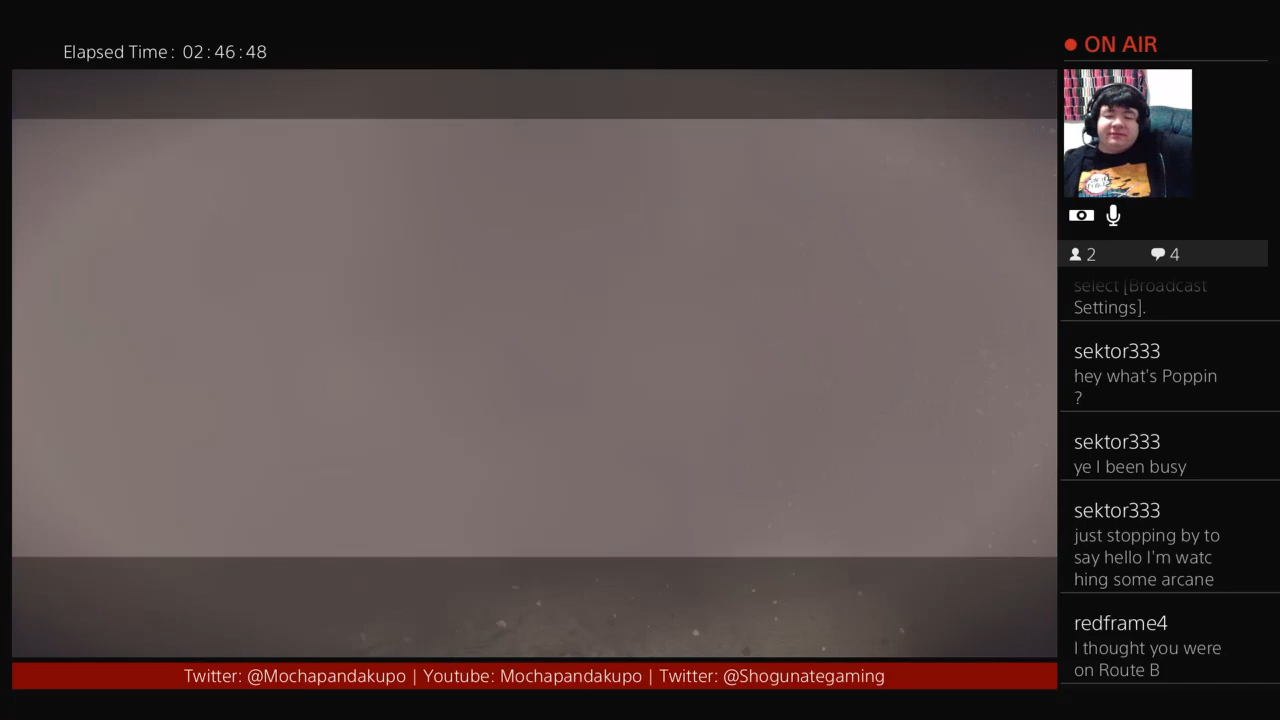 Elapsed Time: 02:46:48
ON AIR
2
4
select [Broadcast
Settings].
sektor333
hey what's Poppin
?
sektor333
ye I been busy
sektor333
just stopping by to
say hello I'm watc
hing some arcane
redframe4
I thought you were
on Route B
Twitter: @Mochapandakupo | Youtube: Mochapandakupo | Twitter: @Shogunategaming